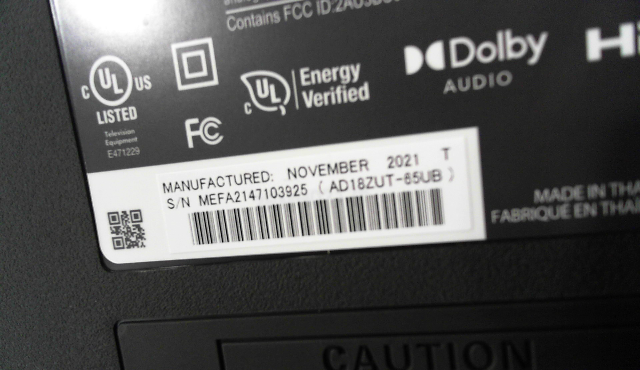 Contains FCC ID:2AU
C UL US
LISTED
Television
Equipment
E471229
FC
C UL
Energy
Verified
Dolby
AUDIO
MANUFACTURED: NOVEMBER 2021 T
S/N MEFA2147103925 ( AD18ZUT-65UB )
MADE IN THA
FABRIQUÉ EN THA
CAUTION